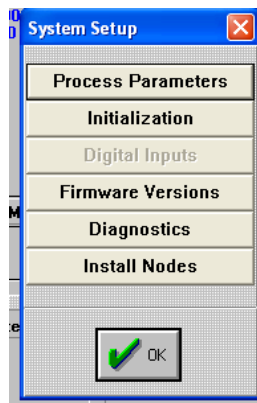 System Setup
Process Parameters
Initialization
Digital Inputs
Firmware Versions
Diagnostics
Install Nodes
OK